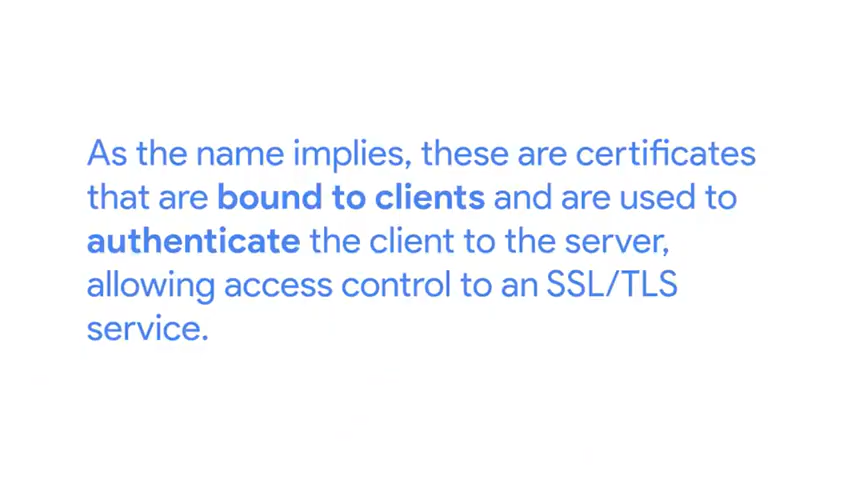 As the name implies, these are certificates
that are bound to clients and are used to
authenticate the client to the server,
allowing access control to an SSL/TLS
service.